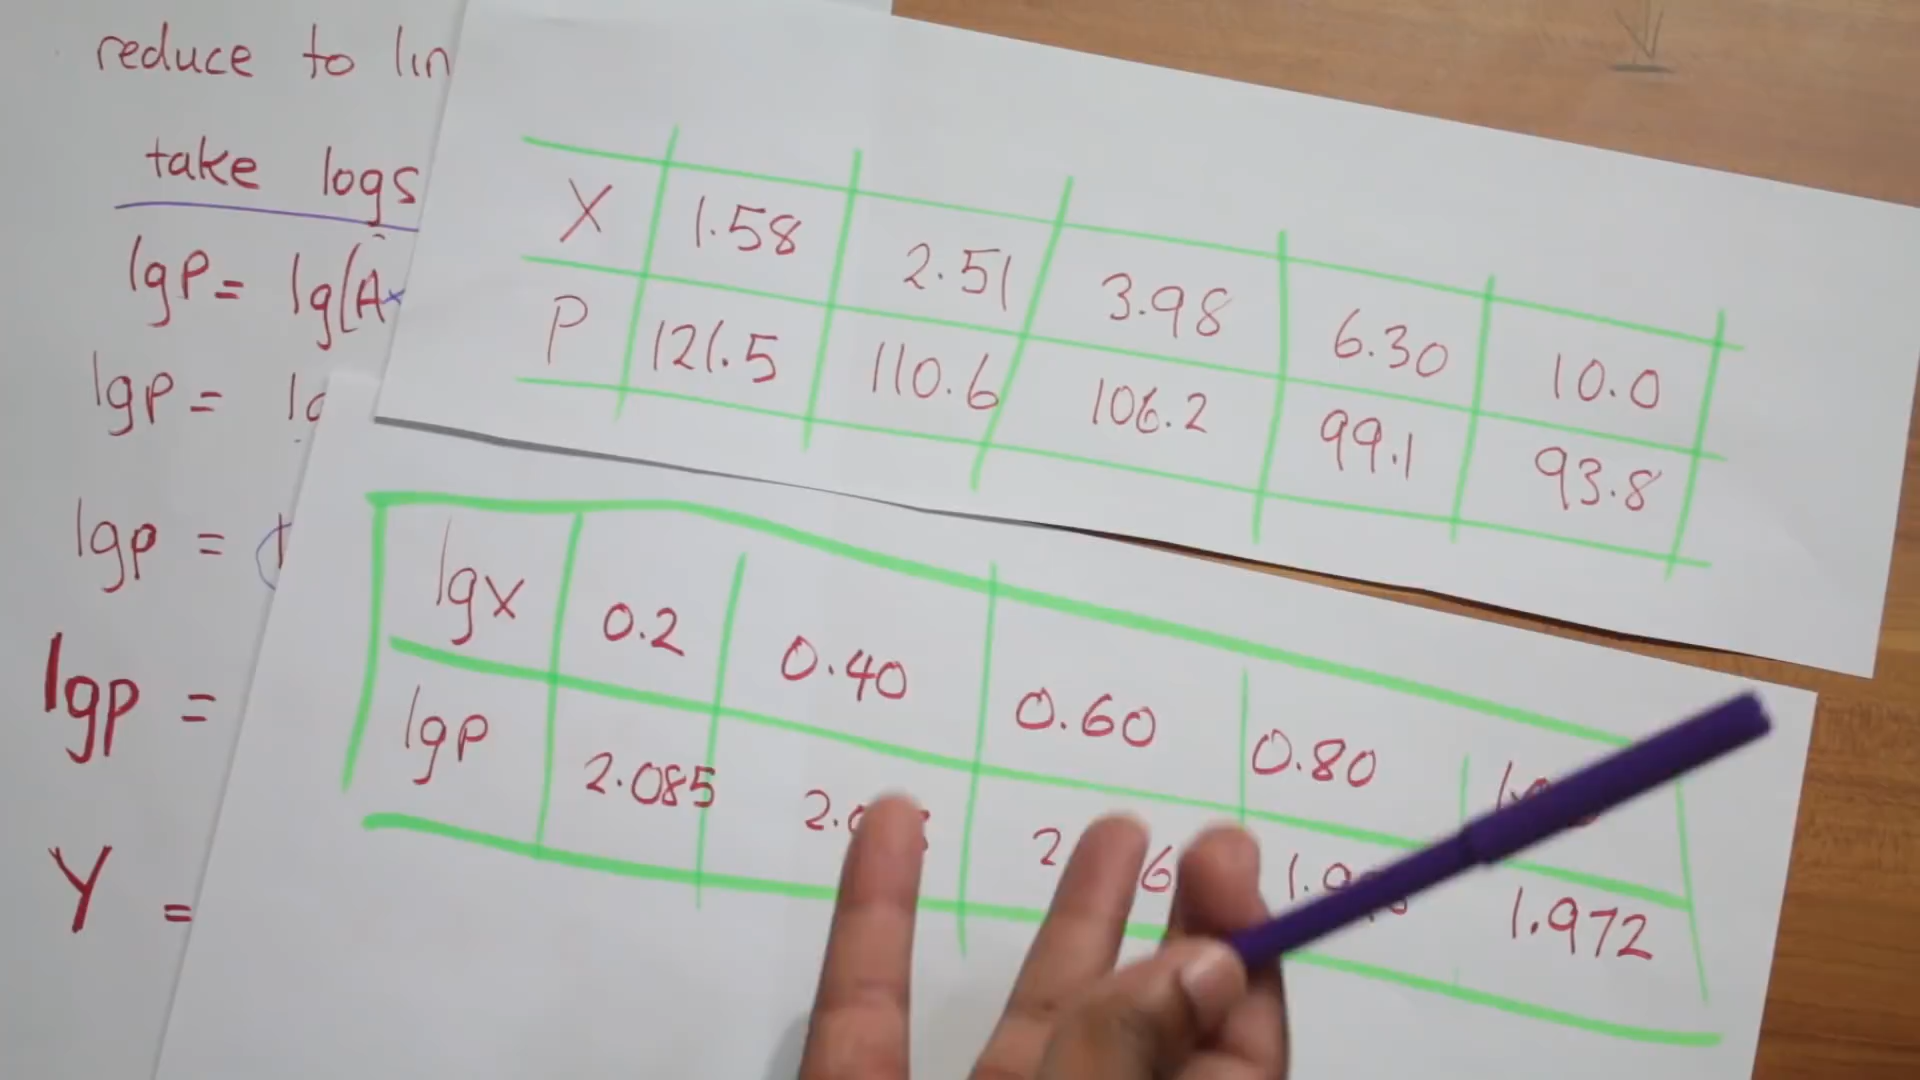 reduce to lin
take logs
lgP = lg(Ax
lgp =
lgp =
lgp =
Y =
X 1.58 2.51 3.98 6.30 10.0
P 121.5 110.6 106.2 99.1 93.8
lgx 0.2 0.40 0.60 0.80
lgp 2.085 1.972